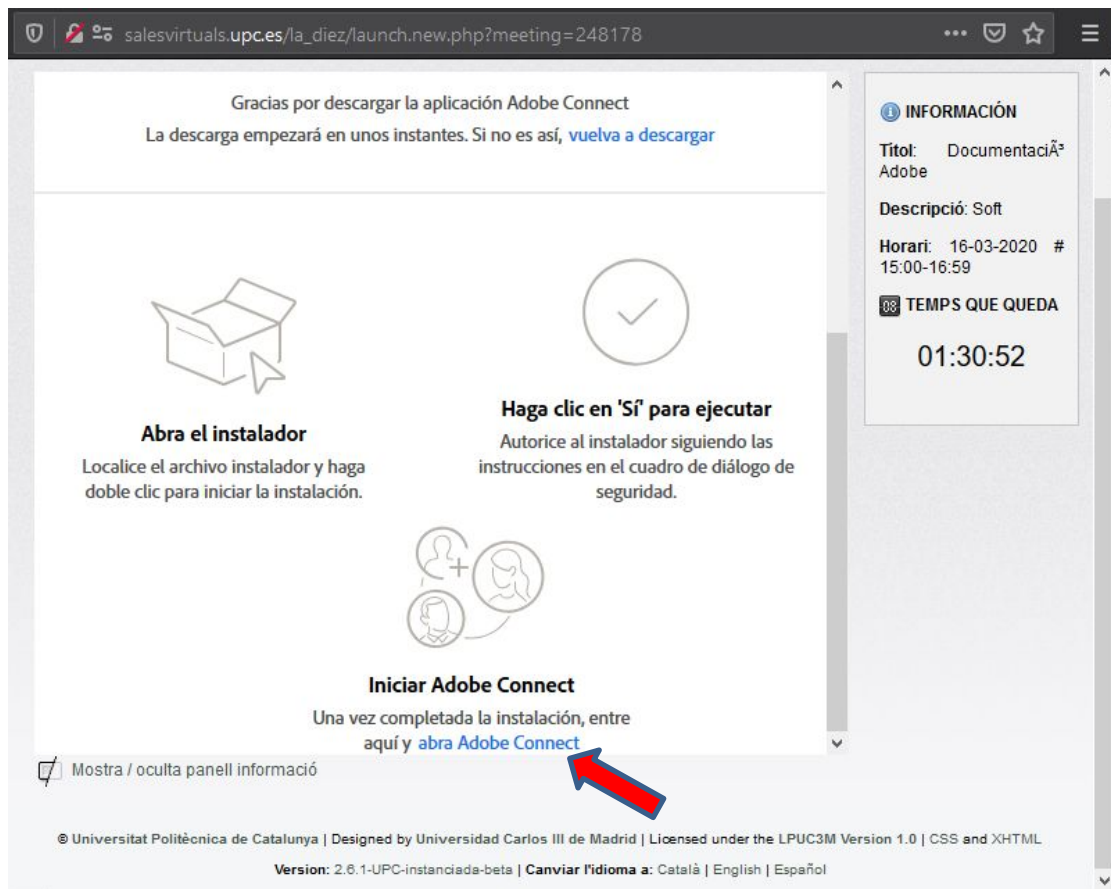 salesvirtuals.upc.es/la_diez/launch.new.php?meeting=248178
Gracias por descargar la aplicación Adobe Connect
La descarga empezará en unos instantes. Si no es así, vuelva a descargar
Abra el instalador
Localice el archivo instalador y haga
doble clic para iniciar la instalación.
Haga clic en 'Sí' para ejecutar
Autorice al instalador siguiendo las
instrucciones en el cuadro de diálogo de
seguridad.
Iniciar Adobe Connect
Una vez completada la instalación, entre
aquí y abra Adobe Connect
INFORMACIÓN
Títol: DocumentaciÃ³
Adobe
Descripció: Soft
Horari: 16-03-2020 #
15:00-16:59
08 TEMPS QUE QUEDA
01:30:52
Mostra / oculta panell informació
© Universitat Politècnica de Catalunya | Designed by Universidad Carlos III de Madrid | Licensed under the LPUC3M Version 1.0 | CSS and XHTML
Version: 2.6.1-UPC-instanciada-beta | Canviar l'idioma a: Català | English | Español